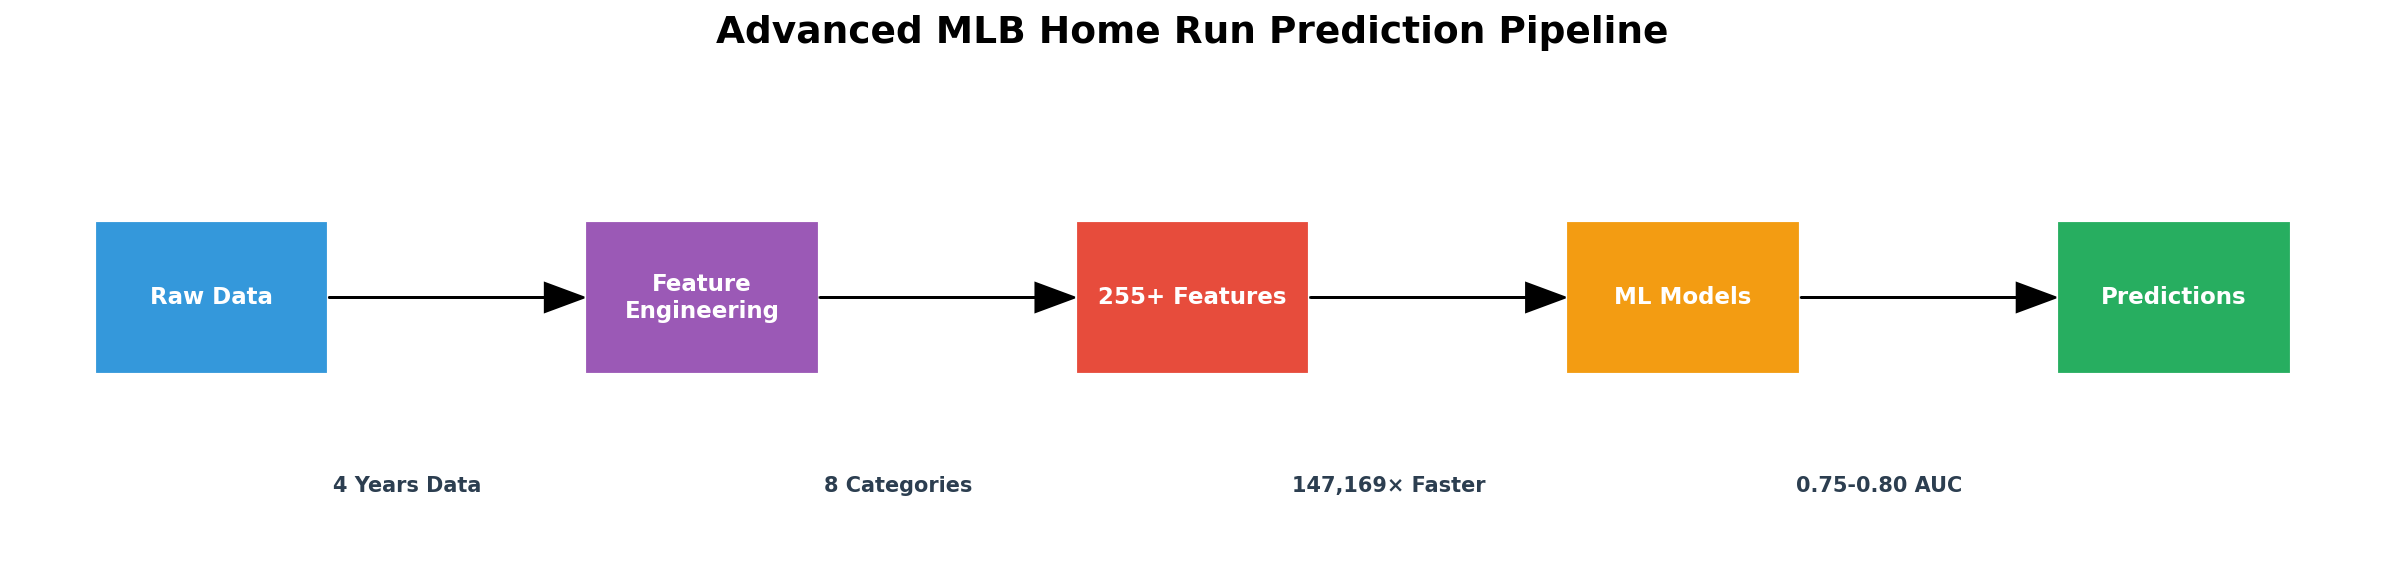 Advanced MLB Home Run Prediction Pipeline
Raw Data
Feature
Engineering
255+ Features
ML Models
Predictions
4 Years Data
8 Categories
147,169× Faster
0.75-0.80 AUC